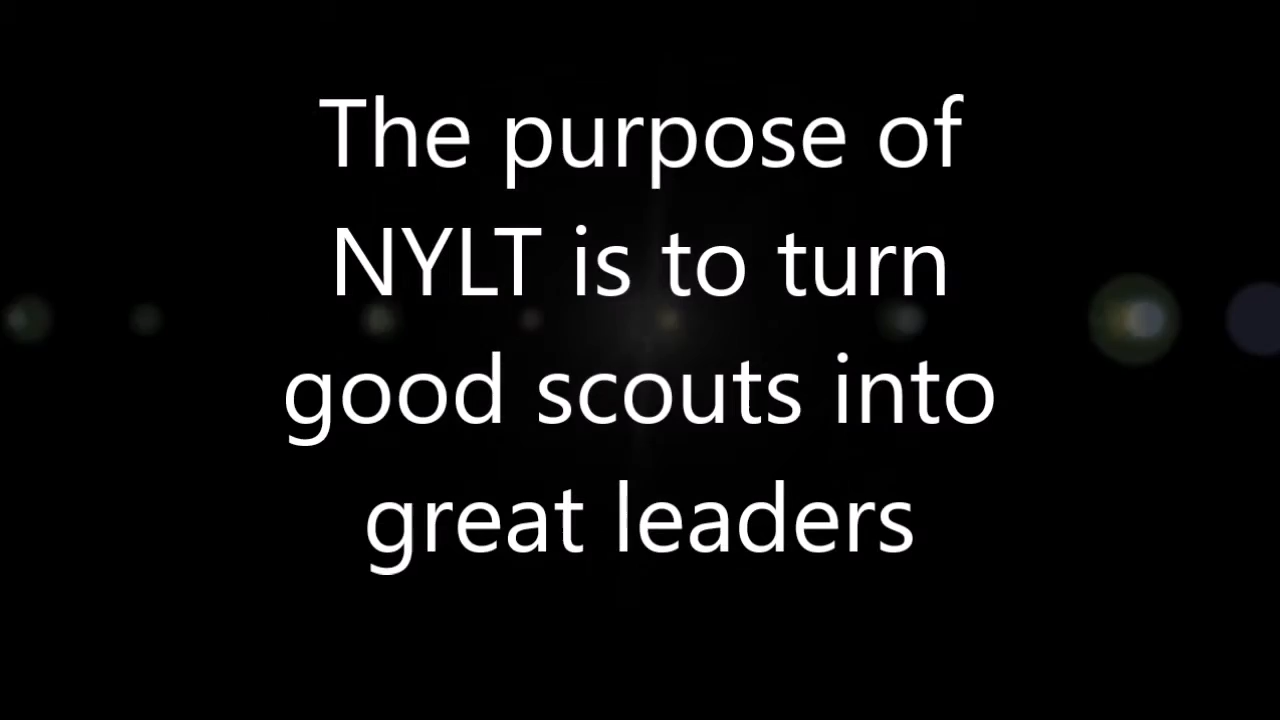 The purpose of
NYLT is to turn
good scouts into
great leaders